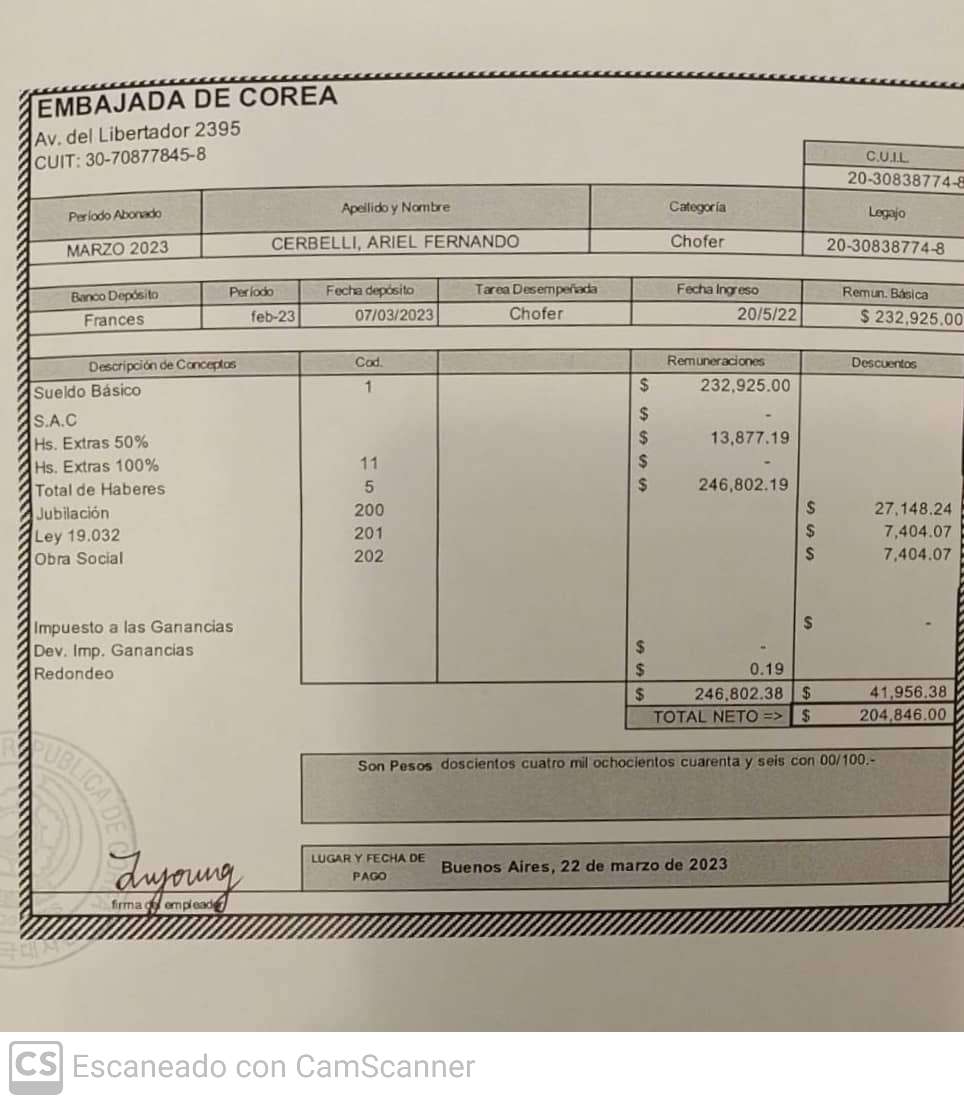 EMBAJADA DE COREA
Av. del Libertador 2395
CUIT: 30-70877845-8
C.U.I.L.
20-30838774-8
Período Abonado Apellido y Nombre Categoría Legajo
MARZO 2023 CERBELLI, ARIEL FERNANDO Chofer 20-30838774-8
Banco Depósito Período Fecha depósito Tarea Desempeñada Fecha Ingreso Remun. Básica
Frances feb-23 07/03/2023 Chofer 20/5/22 $ 232,925.00
Descripción de Conceptos Cod. Remuneraciones Descuentos
Sueldo Básico 1 $ 232,925.00
S.A.C $ -
Hs. Extras 50% $ 13,877.19
Hs. Extras 100% 11 $ -
Total de Haberes 5 $ 246,802.19
Jubilación 200 $ 27,148.24
Ley 19.032 201 $ 7,404.07
Obra Social 202 $ 7,404.07
Impuesto a las Ganancias $ -
Dev. Imp. Ganancias $ -
Redondeo $ 0.19
$ 246,802.38 $ 41,956.38
TOTAL NETO => $ 204,846.00
Son Pesos doscientos cuatro mil ochocientos cuarenta y seis con 00/100.-
LUGAR Y FECHA DE PAGO Buenos Aires, 22 de marzo de 2023
firma del empleador
CS Escaneado con CamScanner